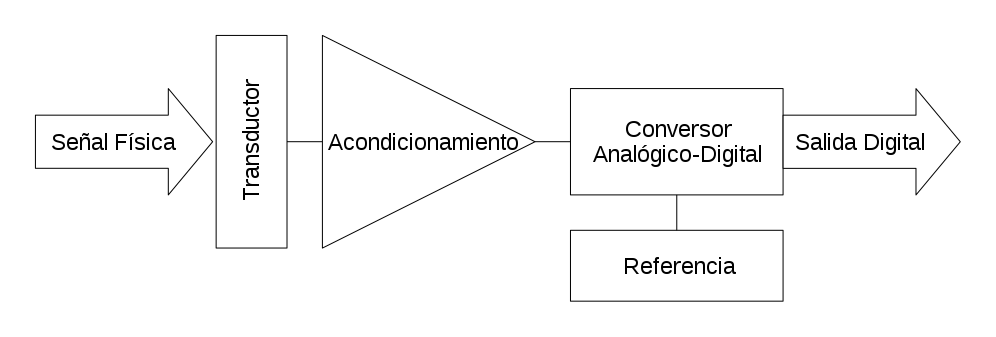 Señal Física
Transductor
Acondicionamiento
Conversor
Analógico-Digital
Salida Digital
Referencia